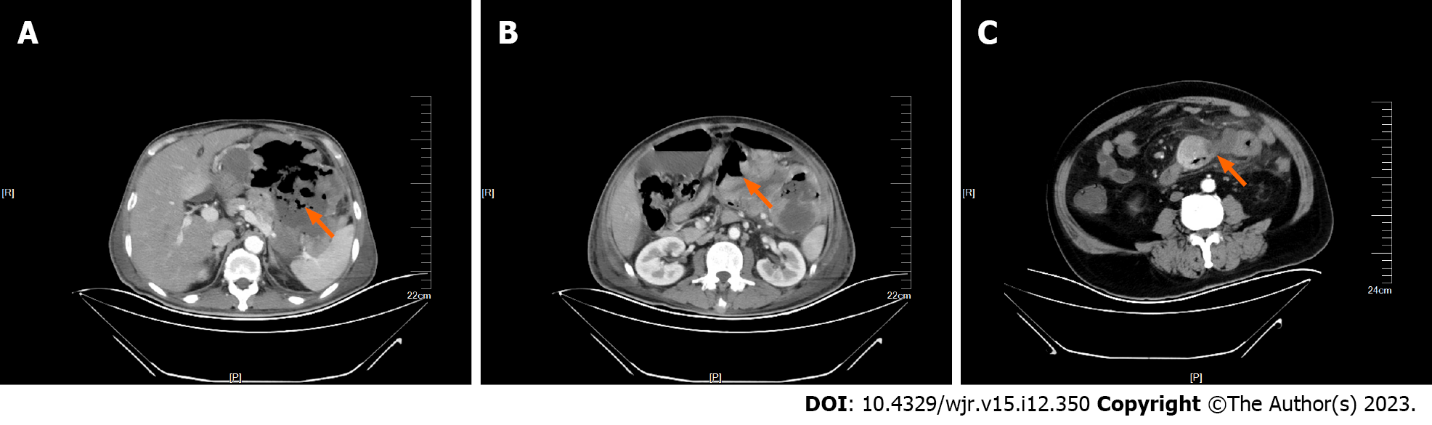 A
B
C
[R]
[R]
[R]
22cm
22cm
24cm
[P]
[P]
[P]
DOI: 10.4329/wjr.v15.i12.350 Copyright ©The Author(s) 2023.